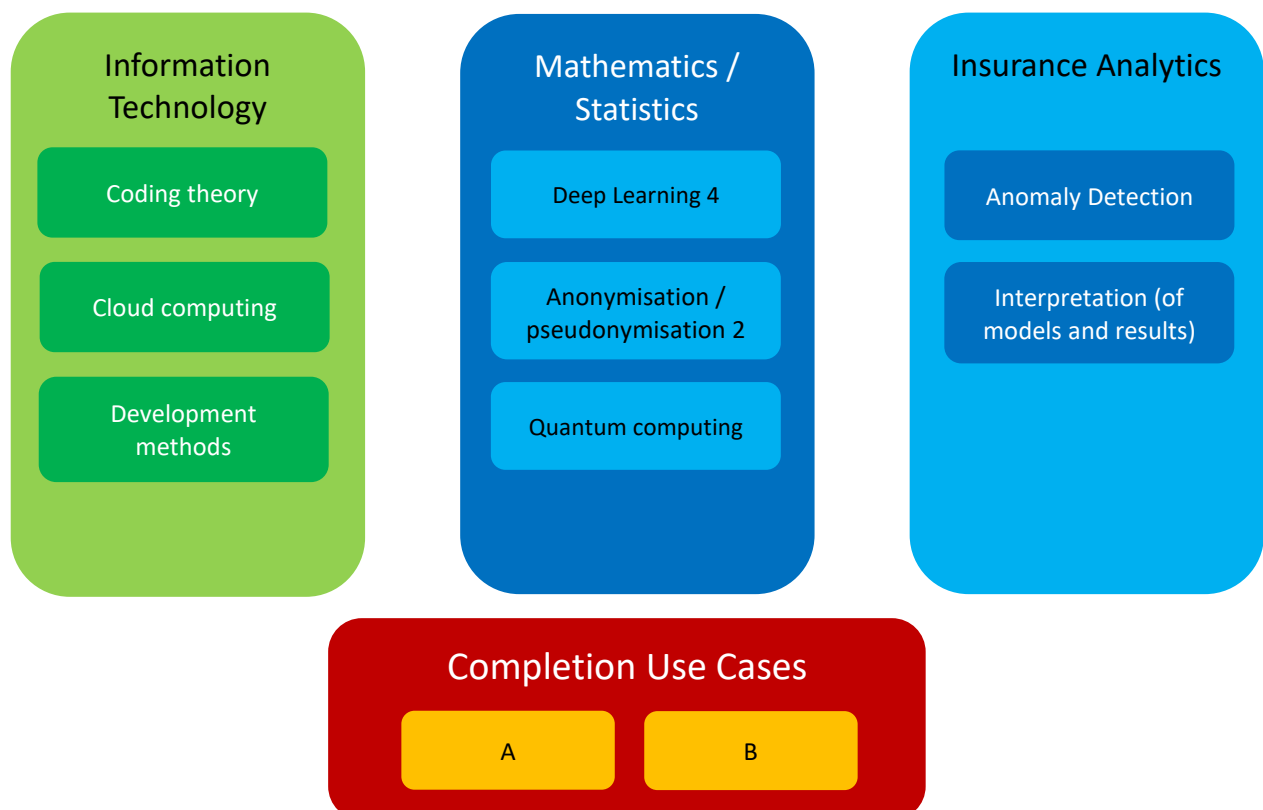 Information
Technology
Coding theory
Cloud computing
Development
methods
Mathematics /
Statistics
Deep Learning 4
Anonymisation /
pseudonymisation 2
Quantum computing
Insurance Analytics
Anomaly Detection
Interpretation (of
models and results)
Completion Use Cases
A
B